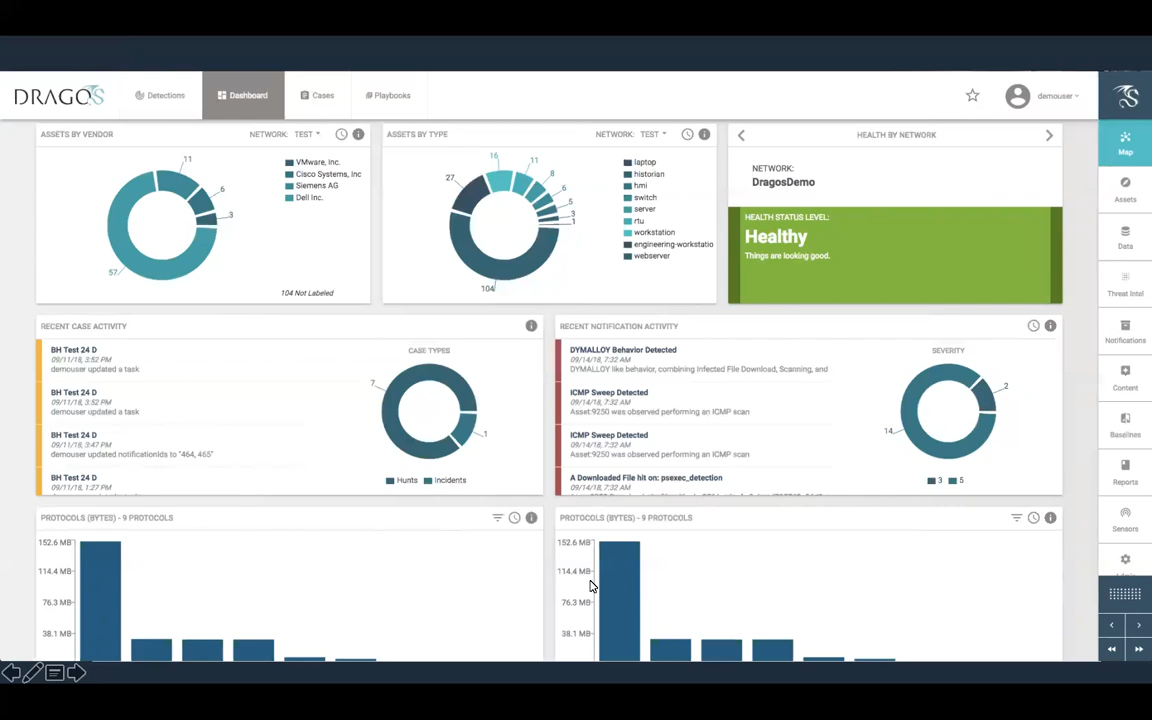 DRAGOS
Detections
Dashboard
Cases
Playbooks
demouser
ASSETS BY VENDOR
NETWORK: TEST
11
6
3
57
VMware, Inc.
Cisco Systems, Inc
Siemens AG
Dell Inc.
104 Not Labeled
ASSETS BY TYPE
NETWORK: TEST
16
11
8
6
5
3
1
27
104
laptop
historian
hmi
switch
server
rtu
workstation
engineering-workstatio
webserver
HEALTH BY NETWORK
NETWORK:
DragosDemo
HEALTH STATUS LEVEL:
Healthy
Things are looking good.
RECENT CASE ACTIVITY
BH Test 24 D
09/11/18, 3:52 PM
demouser updated a task
BH Test 24 D
09/11/18, 3:52 PM
demouser updated a task
BH Test 24 D
09/11/18, 3:47 PM
demouser updated notificationIds to "464, 465"
BH Test 24 D
09/11/18, 1:27 PM
CASE TYPES
7
1
Hunts
Incidents
RECENT NOTIFICATION ACTIVITY
DYMALLOY Behavior Detected
09/14/18, 7:32 AM
DYMALLOY like behavior, combining Infected File Download, Scanning, and
ICMP Sweep Detected
09/14/18, 7:32 AM
Asset:9250 was observed performing an ICMP scan
ICMP Sweep Detected
09/14/18, 7:32 AM
Asset:9250 was observed performing an ICMP scan
A Downloaded File hit on: psexec_detection
09/14/18, 7:32 AM
SEVERITY
2
14
3
5
PROTOCOLS (BYTES) - 9 PROTOCOLS
152.6 MB
114.4 MB
76.3 MB
38.1 MB
PROTOCOLS (BYTES) - 9 PROTOCOLS
152.6 MB
114.4 MB
76.3 MB
38.1 MB
Map
Assets
Data
Threat Intel
Notifications
Content
Baselines
Reports
Sensors